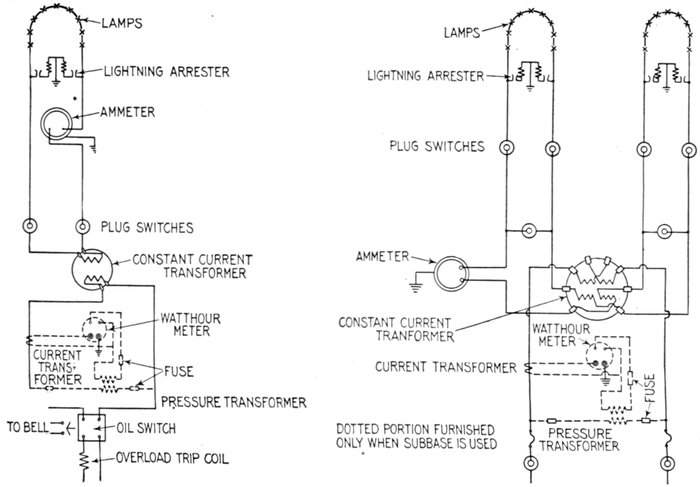 LAMPS
LIGHTNING ARRESTER
AMMETER
PLUG SWITCHES
CONSTANT CURRENT
TRANSFORMER
WATTHOUR
METER
CURRENT
TRANS-
FORMER
FUSE
PRESSURE TRANSFORMER
TO BELL
OIL SWITCH
OVERLOAD TRIP COIL
LAMPS
LIGHTNING ARRESTER
PLUG SWITCHES
AMMETER
CONSTANT CURRENT
TRANFORMER
WATTHOUR
METER
CURRENT TRANSFORMER
FUSE
DOTTED PORTION FURNISHED
ONLY WHEN SUBBASE IS USED
PRESSURE
TRANSFORMER